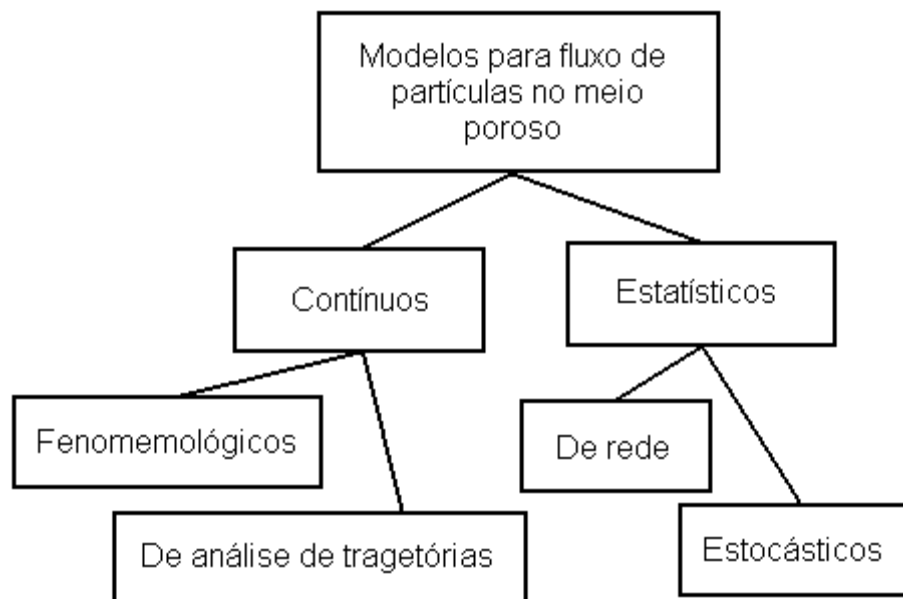 Modelos para fluxo de
partículas no meio
poroso
Contínuos
Estatísticos
Fenomemológicos
De rede
De análise de tragetórias
Estocásticos